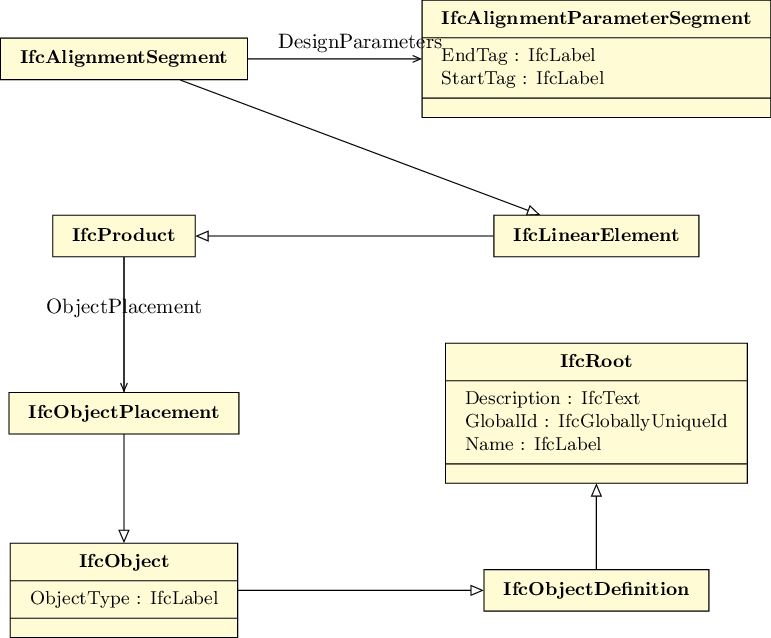 IfcAlignmentParameterSegment
EndTag : IfcLabel
StartTag : IfcLabel
DesignParameters
IfcAlignmentSegment
IfcProduct
IfcLinearElement
ObjectPlacement
IfcRoot
Description : IfcText
GlobalId : IfcGloballyUniqueId
Name : IfcLabel
IfcObjectPlacement
IfcObject
ObjectType : IfcLabel
IfcObjectDefinition